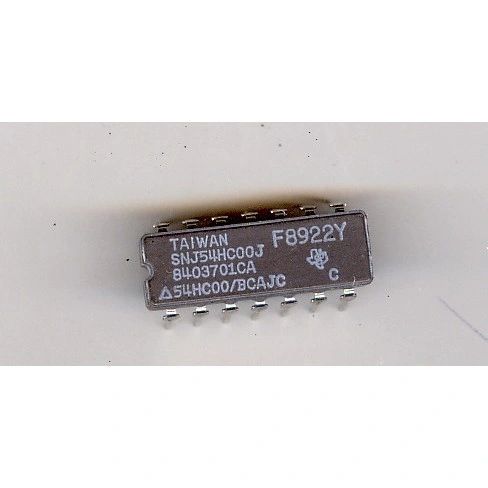 TAIWAN F8922Y
SNJ54HC00J
8403701CA
△54HC00/BCAJC C